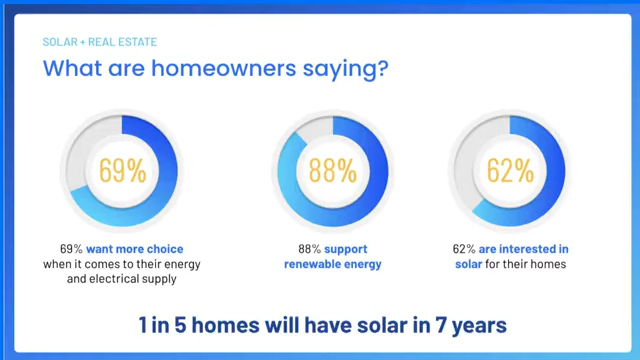 SOLAR + REAL ESTATE
What are homeowners saying?
69%
88%
62%
69% want more choice
when it comes to their energy
and electrical supply
88% support
renewable energy
62% are interested in
solar for their homes
1 in 5 homes will have solar in 7 years